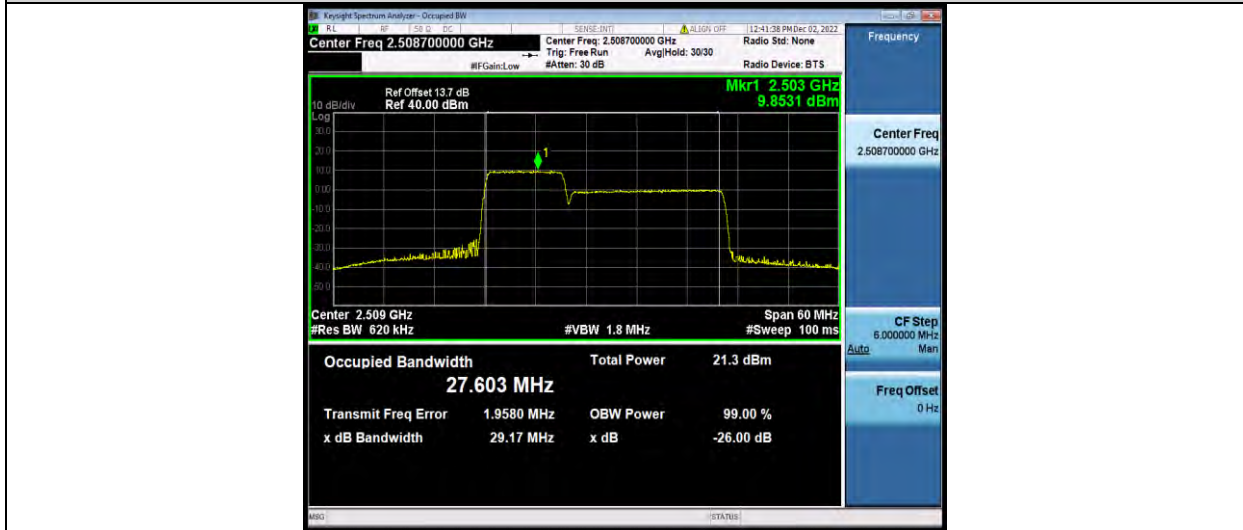 Keysight Spectrum Analyzer - Occupied BW
RL RF 50 Ω DC SENSE:INT ALIGN OFF 12:41:38 PM Dec 02, 2022
Center Freq 2.508700000 GHz
Center Freq: 2.508700000 GHz
Radio Std: None
Trig: Free Run Avg|Hold: 30/30
#IFGain:Low #Atten: 30 dB Radio Device: BTS
Frequency
Mkr1 2.503 GHz
9.8531 dBm
Ref Offset 13.7 dB
10 dB/div Ref 40.00 dBm
Log
30.0
20.0
10.0
0.00
-10.0
-20.0
-30.0
-40.0
-50.0
1
Center 2.509 GHz Span 60 MHz
#Res BW 620 kHz #VBW 1.8 MHz #Sweep 100 ms
Center Freq
2.508700000 GHz
CF Step
6.000000 MHz
Auto Man
Freq Offset
0 Hz
Occupied Bandwidth Total Power 21.3 dBm
27.603 MHz
Transmit Freq Error 1.9580 MHz OBW Power 99.00 %
x dB Bandwidth 29.17 MHz x dB -26.00 dB
MSG STATUS